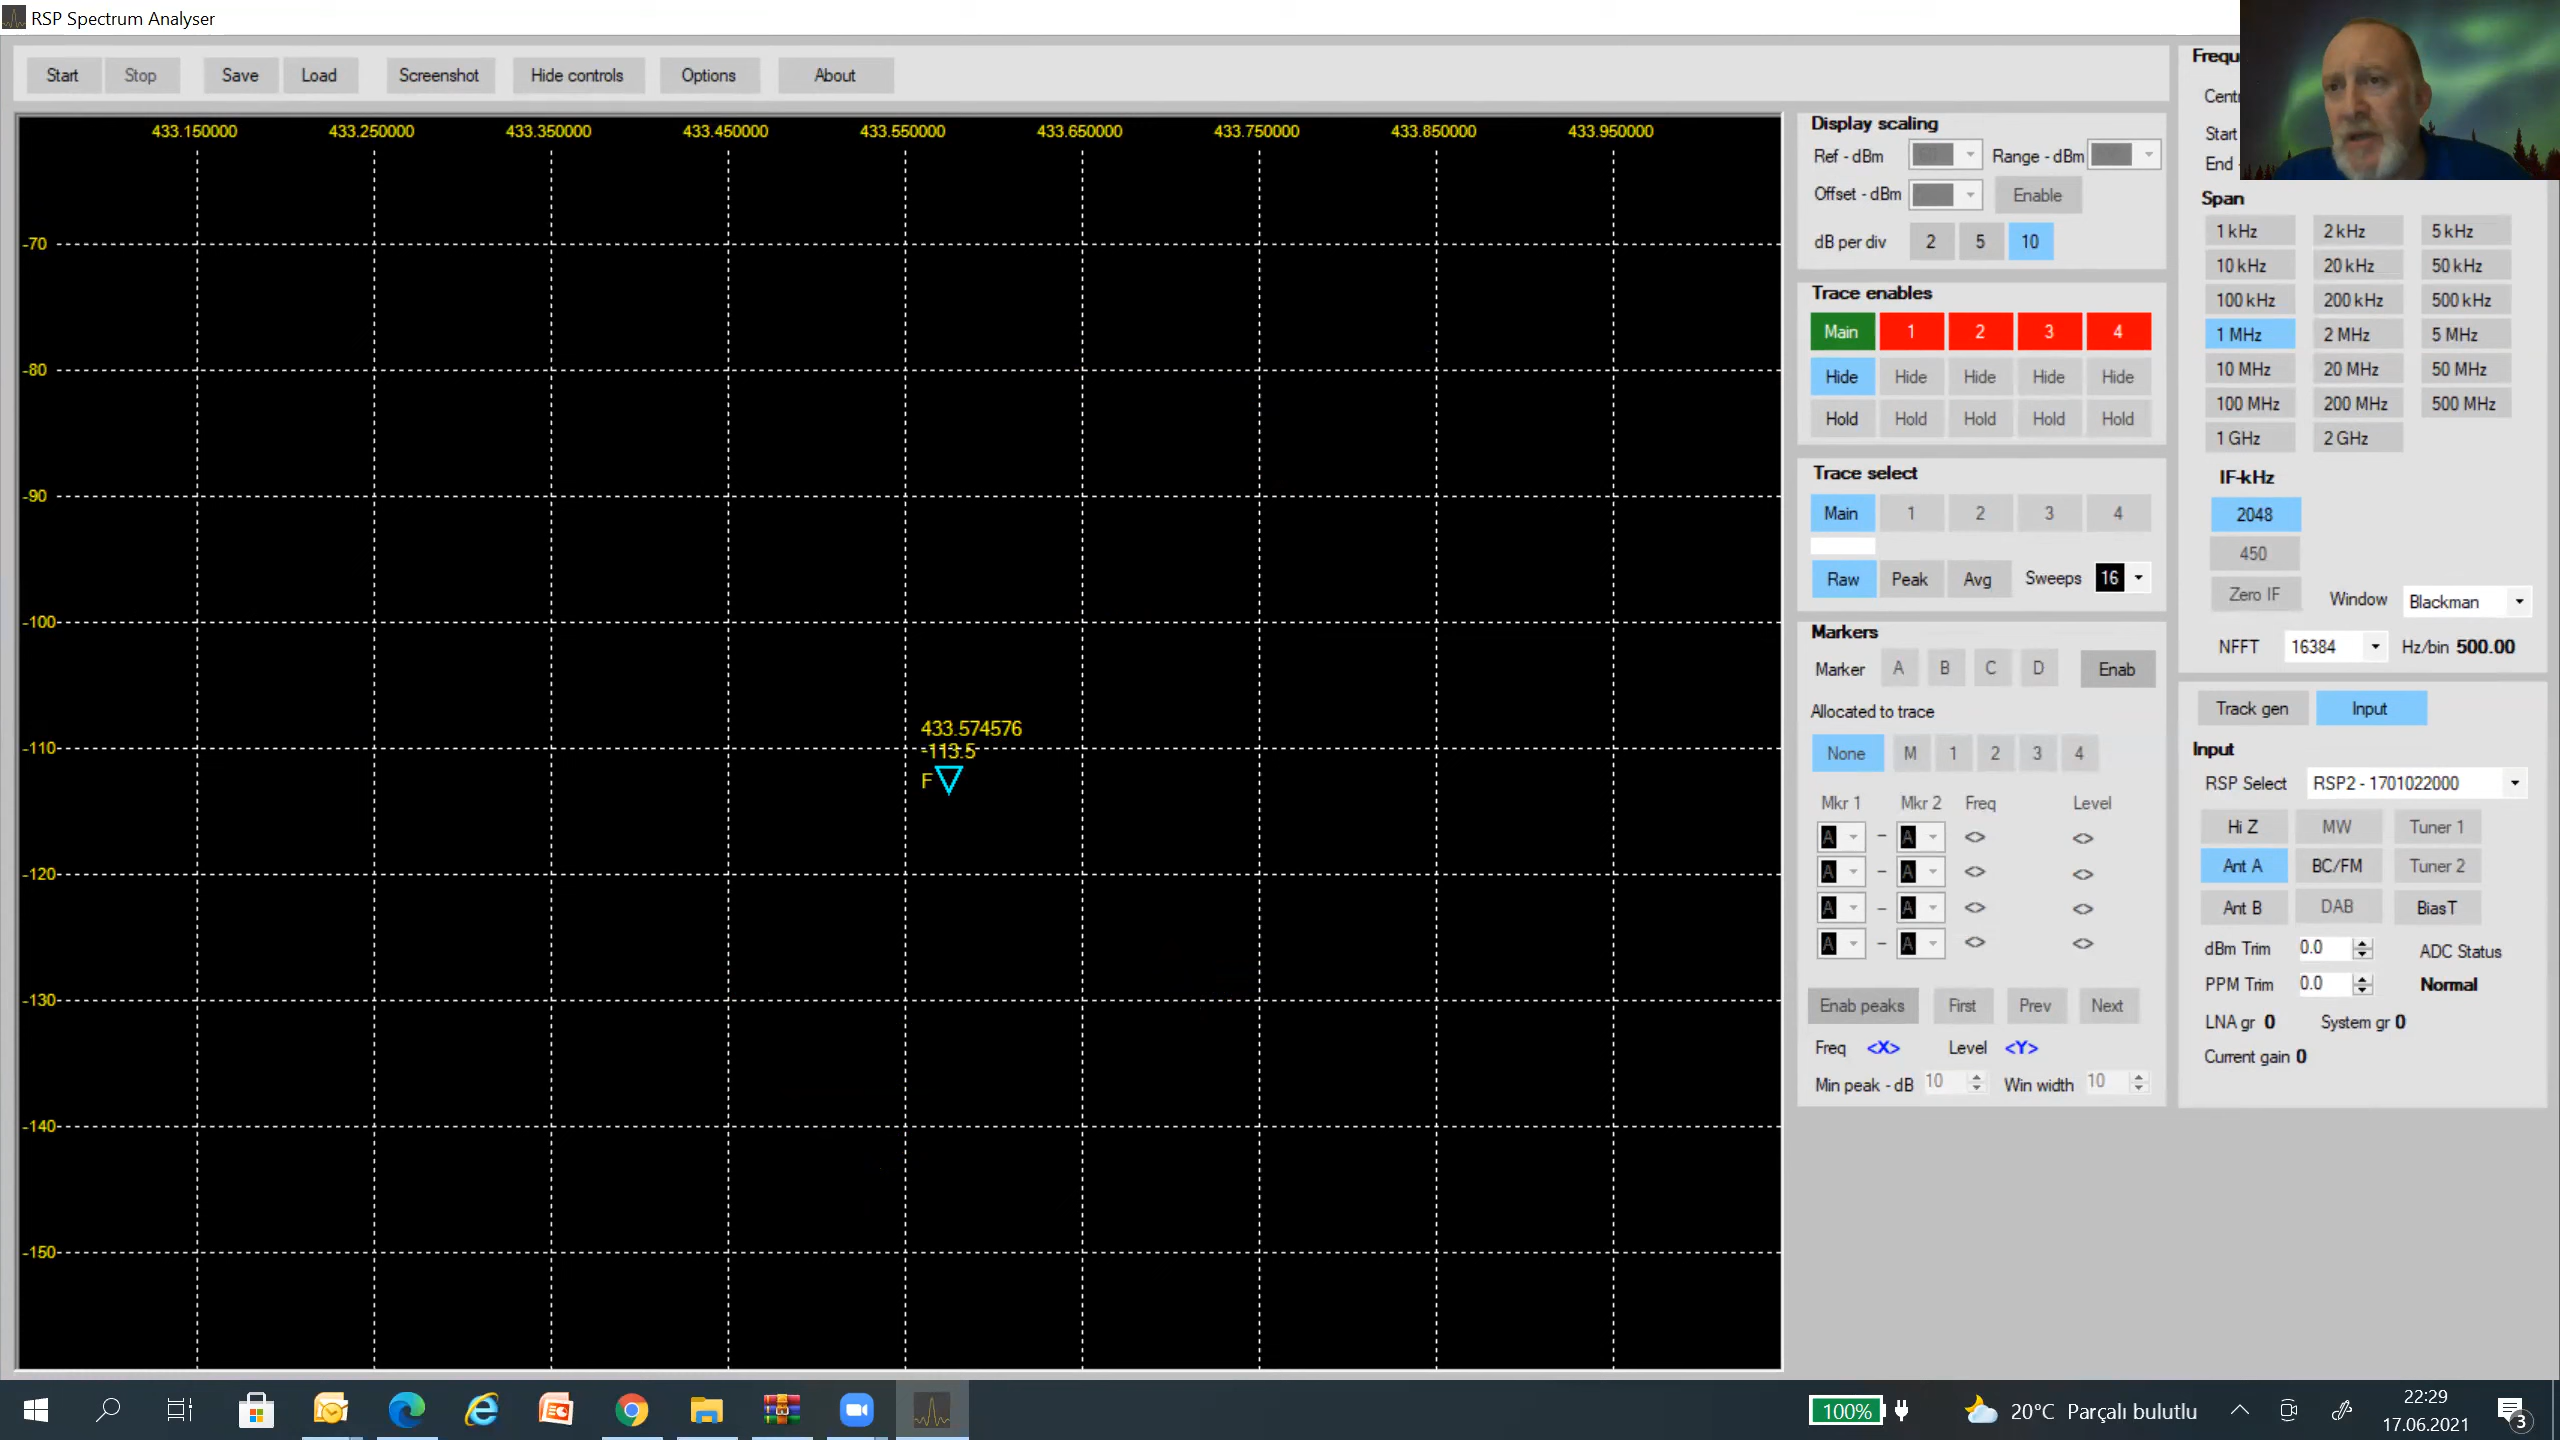 RSP Spectrum Analyser
Start Stop Save Load Screenshot Hide controls Options About
433.150000 433.250000 433.350000 433.450000 433.550000 433.650000 433.750000 433.850000 433.950000
-70
-80
-90
-100
-110
-120
-130
-140
-150
433.574576
-113.5
F
Display scaling
Ref - dBm Range - dBm
Offset - dBm Enable
dB per div 2 5 10
Trace enables
Main 1 2 3 4
Hide Hide Hide Hide Hide
Hold Hold Hold Hold Hold
Trace select
Main 1 2 3 4
Raw Peak Avg Sweeps 16
Markers
Marker A B C D Enab
Allocated to trace
None M 1 2 3 4
Mkr 1 Mkr 2 Freq Level
A - A <> <>
A - A <> <>
A - A <> <>
A - A <> <>
Enab peaks First Prev Next
Freq <X> Level <Y>
Min peak - dB 10 Win width 10
Frequ
Centr
Start
End -
Span
1 kHz 2 kHz 5 kHz
10 kHz 20 kHz 50 kHz
100 kHz 200 kHz 500 kHz
1 MHz 2 MHz 5 MHz
10 MHz 20 MHz 50 MHz
100 MHz 200 MHz 500 MHz
1 GHz 2 GHz
IF-kHz
2048
450
Zero IF Window Blackman
NFFT 16384 Hz/bin 500.00
Track gen Input
Input
RSP Select RSP2 - 1701022000
Hi Z MW Tuner 1
Ant A BC/FM Tuner 2
Ant B DAB BiasT
dBm Trim 0.0 ADC Status
PPM Trim 0.0 Normal
LNA gr 0 System gr 0
Current gain 0
100% 20°C Parçalı bulutlu 22:29
17.06.2021 3